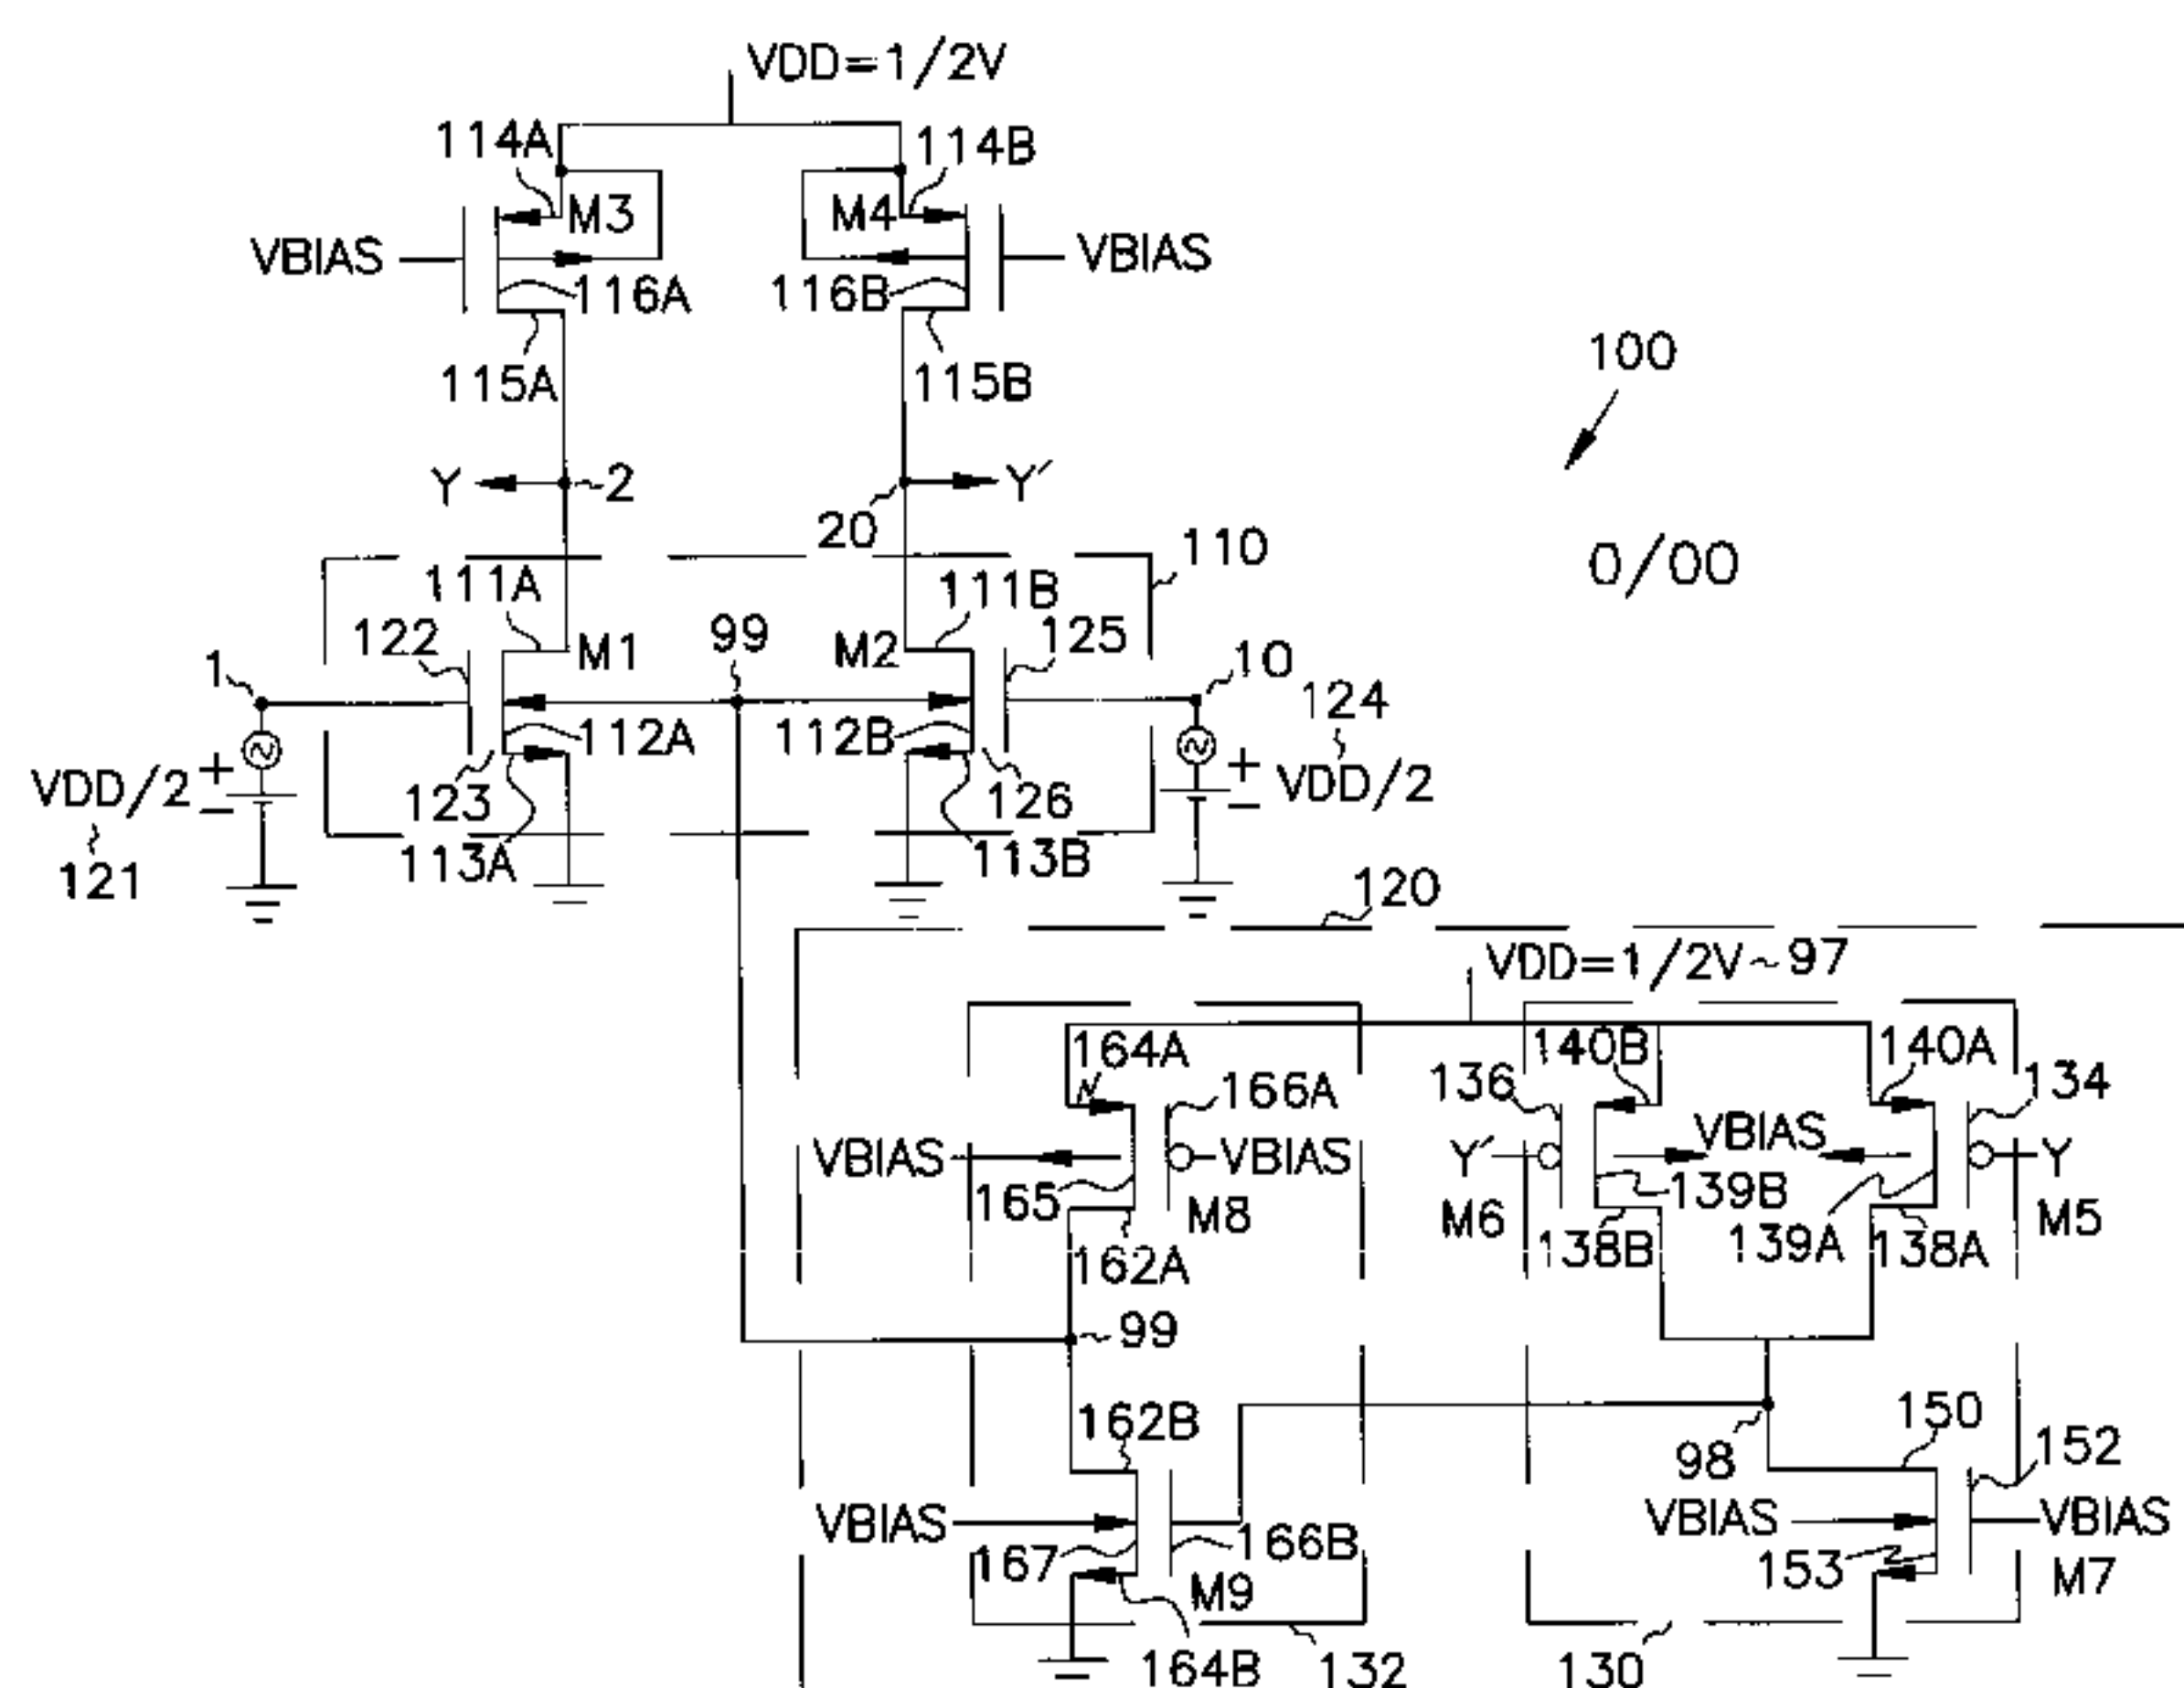 VDD=1/2V
114A
114B
M3
M4
VBIAS
VBIAS
116A
116B
115A
115B
100
Y
2
20
Y′
0/00
110
111A
111B
122
M1
99
M2
125
1
10
124
112A
112B
VDD/2
+
-
123
126
+
-
VDD/2
121
113A
113B
120
VDD=1/2V
97
164A
140B
140A
166A
136
134
VBIAS
VBIAS
Y′
VBIAS
Y
165
M8
M6
139B
M5
162A
138B
139A
138A
99
162B
98
150
152
VBIAS
VBIAS
VBIAS
167
166B
153
M9
M7
164B
132
130